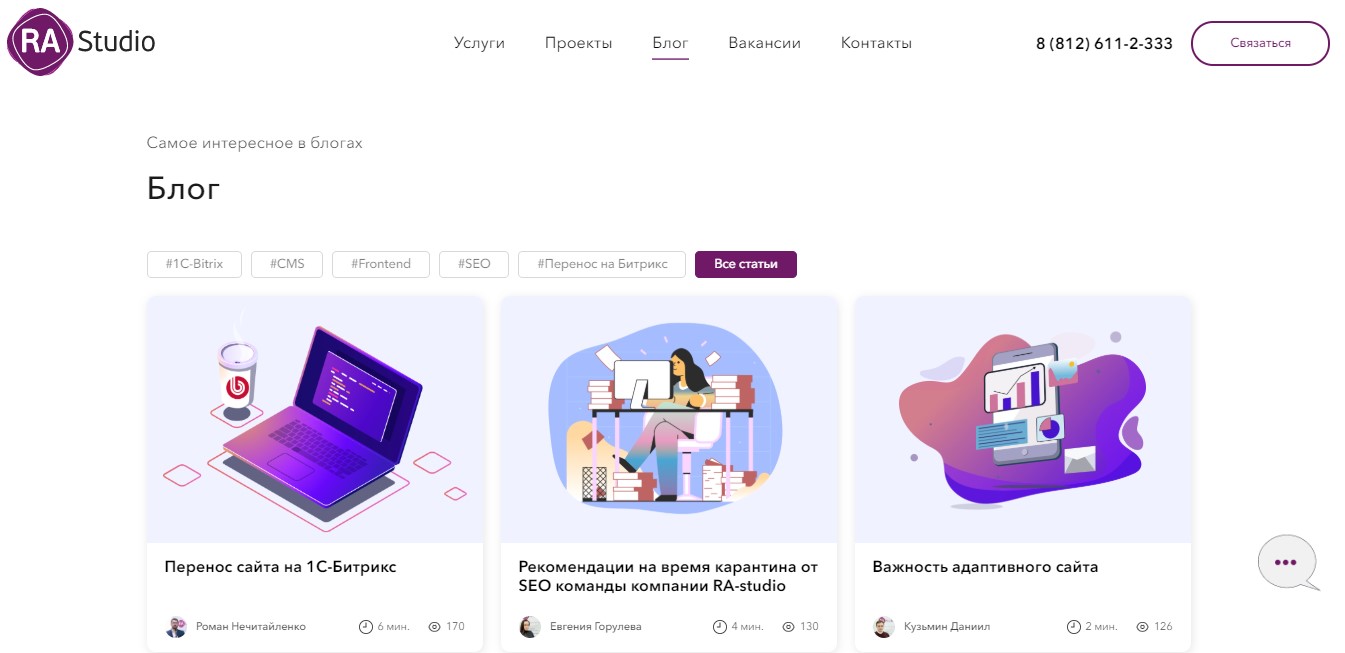 RA Studio
Услуги Проекты Блог Вакансии Контакты
8 (812) 611-2-333
Связаться
Самое интересное в блогах
Блог
#1C-Bitrix #CMS #Frontend #SEO #Перенос на Битрикс Все статьи
Перенос сайта на 1С-Битрикс
Роман Нечитайленко 6 мин. 170
Рекомендации на время карантина от
SEO команды компании RA-studio
Евгения Горулева 4 мин. 130
Важность адаптивного сайта
Кузьмин Даниил 2 мин. 126